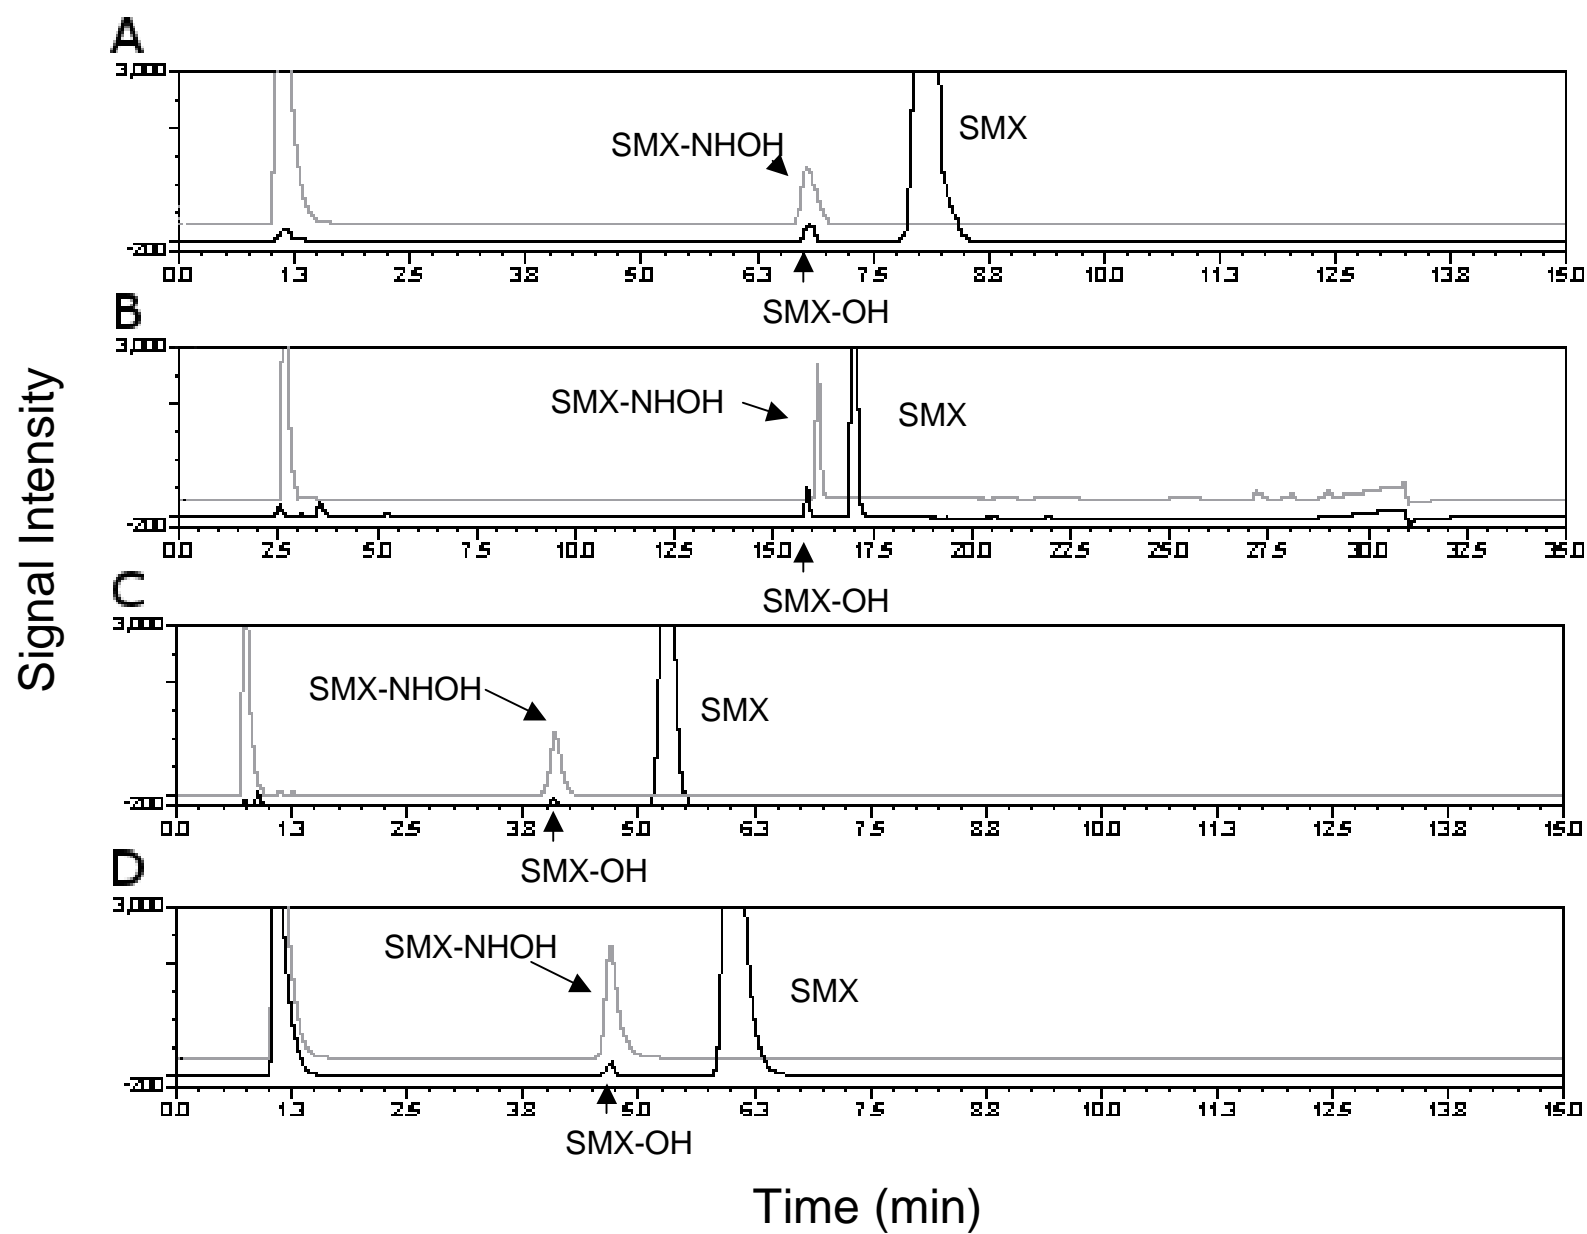 A
3,000
SMX-NHOH
SMX
-200
0.0 1.3 2.5 3.8 5.0 6.3 7.5 8.8 10.0 11.3 12.5 13.8 15.0
SMX-OH
B
3,000
SMX-NHOH
SMX
-200
0.0 2.5 5.0 7.5 10.0 12.5 15.0 17.5 20.0 22.5 25.0 27.5 30.0 32.5 35.0
SMX-OH
C
3,000
SMX-NHOH
SMX
-200
0.0 1.3 2.5 3.8 5.0 6.3 7.5 8.8 10.0 11.3 12.5 13.8 15.0
SMX-OH
D
3,000
SMX-NHOH
SMX
-200
0.0 1.3 2.5 3.8 5.0 6.3 7.5 8.8 10.0 11.3 12.5 13.8 15.0
SMX-OH
Signal Intensity
Time (min)